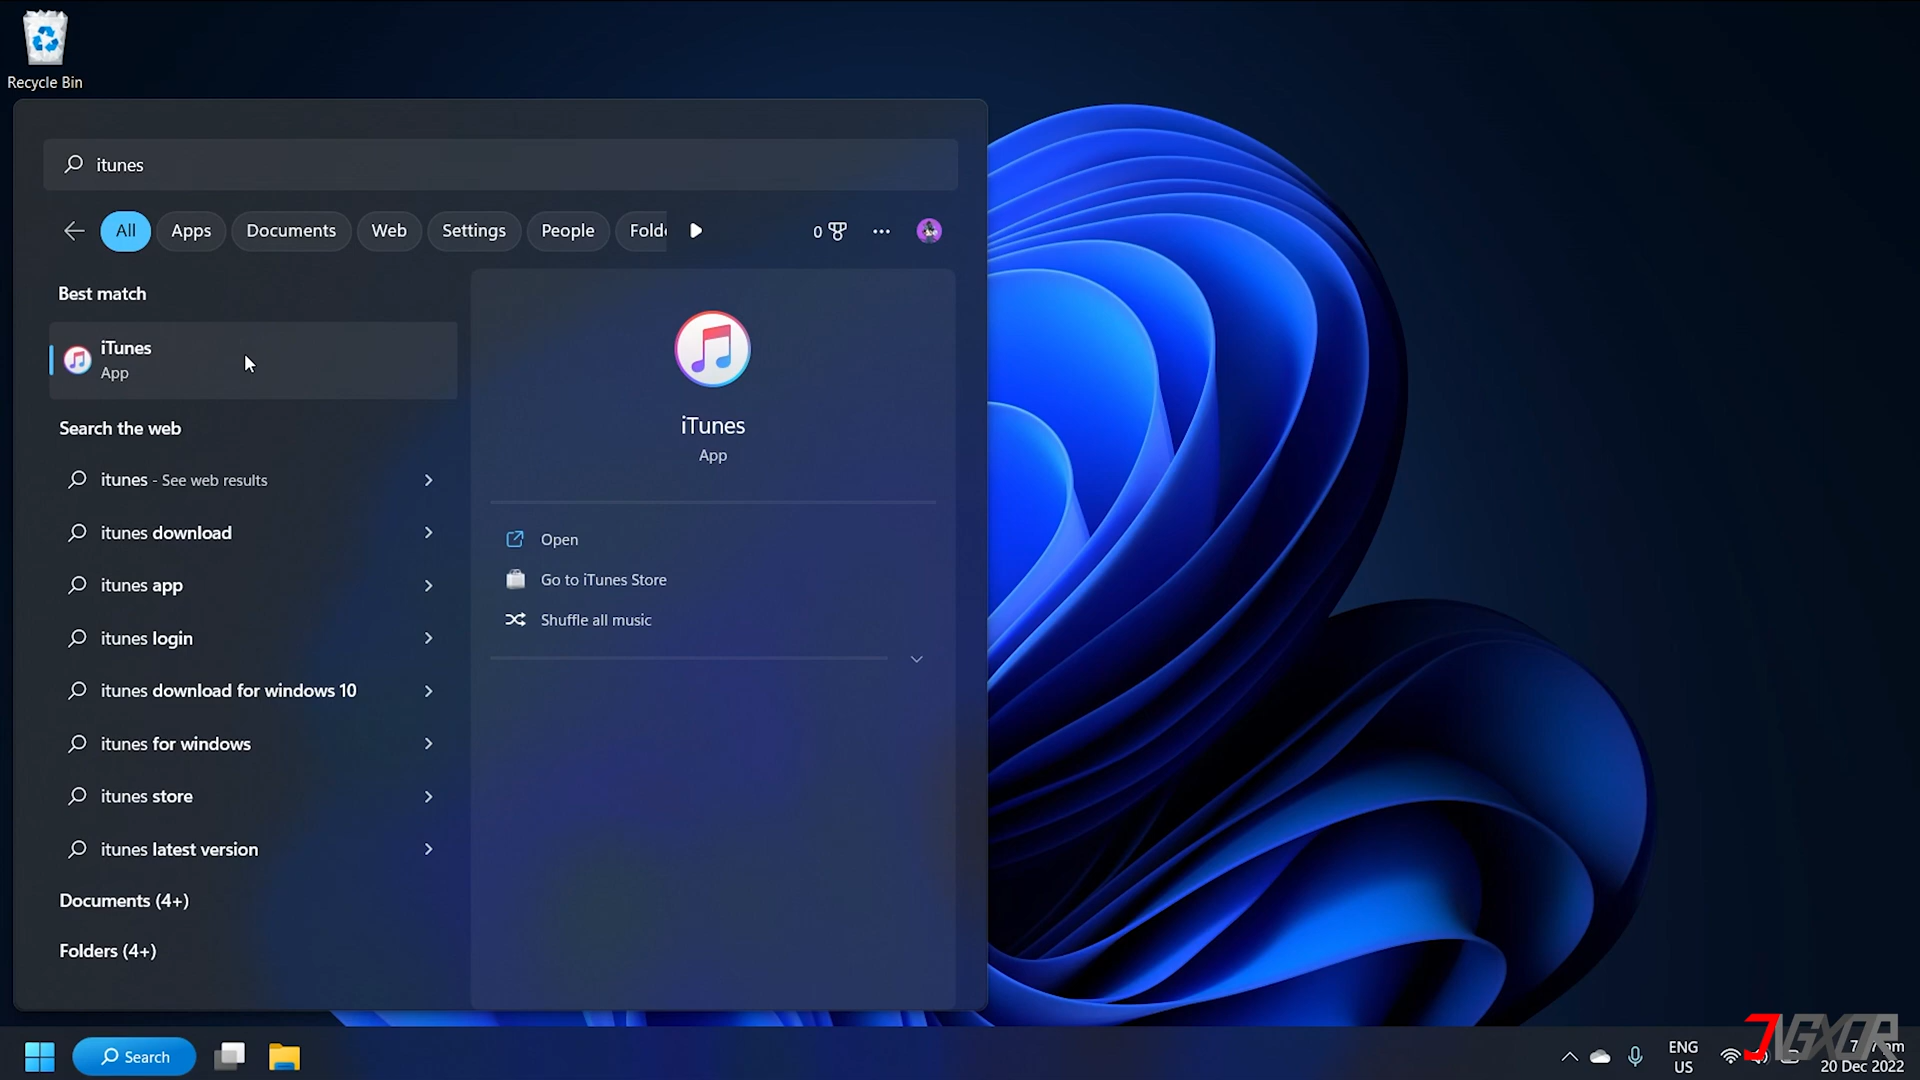 Recycle Bin
itunes
All
Apps
Documents
Web
Settings
People
0
Best match
iTunes
App
Search the web
itunes - See web results
itunes download
itunes app
itunes login
itunes download for windows 10
itunes for windows
itunes store
itunes latest version
Documents (4+)
Folders (4+)
iTunes
App
Open
Go to iTunes Store
Shuffle all music
Search
ENG
US
JIGXOR
20 Dec 2022